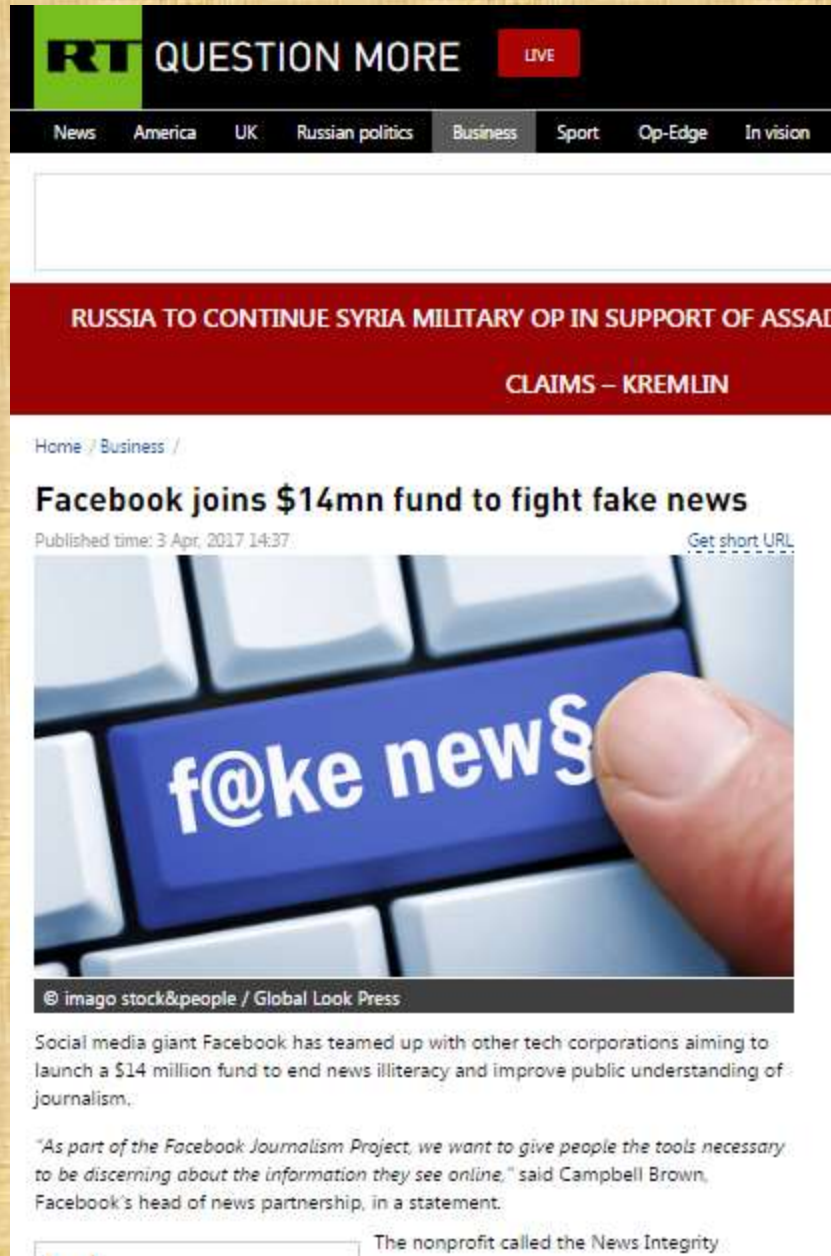 RT QUESTION MORE LIVE
News America UK Russian politics Business Sport Op-Edge In vision
RUSSIA TO CONTINUE SYRIA MILITARY OP IN SUPPORT OF ASSAD
CLAIMS – KREMLIN
Home / Business /
Facebook joins $14mn fund to fight fake news
Published time: 3 Apr, 2017 14:37 Get short URL
f@ke new§
© imago stock&people / Global Look Press
Social media giant Facebook has teamed up with other tech corporations aiming to
launch a $14 million fund to end news illiteracy and improve public understanding of
journalism.
"As part of the Facebook Journalism Project, we want to give people the tools necessary
to be discerning about the information they see online," said Campbell Brown,
Facebook's head of news partnership, in a statement.
The nonprofit called the News Integrity